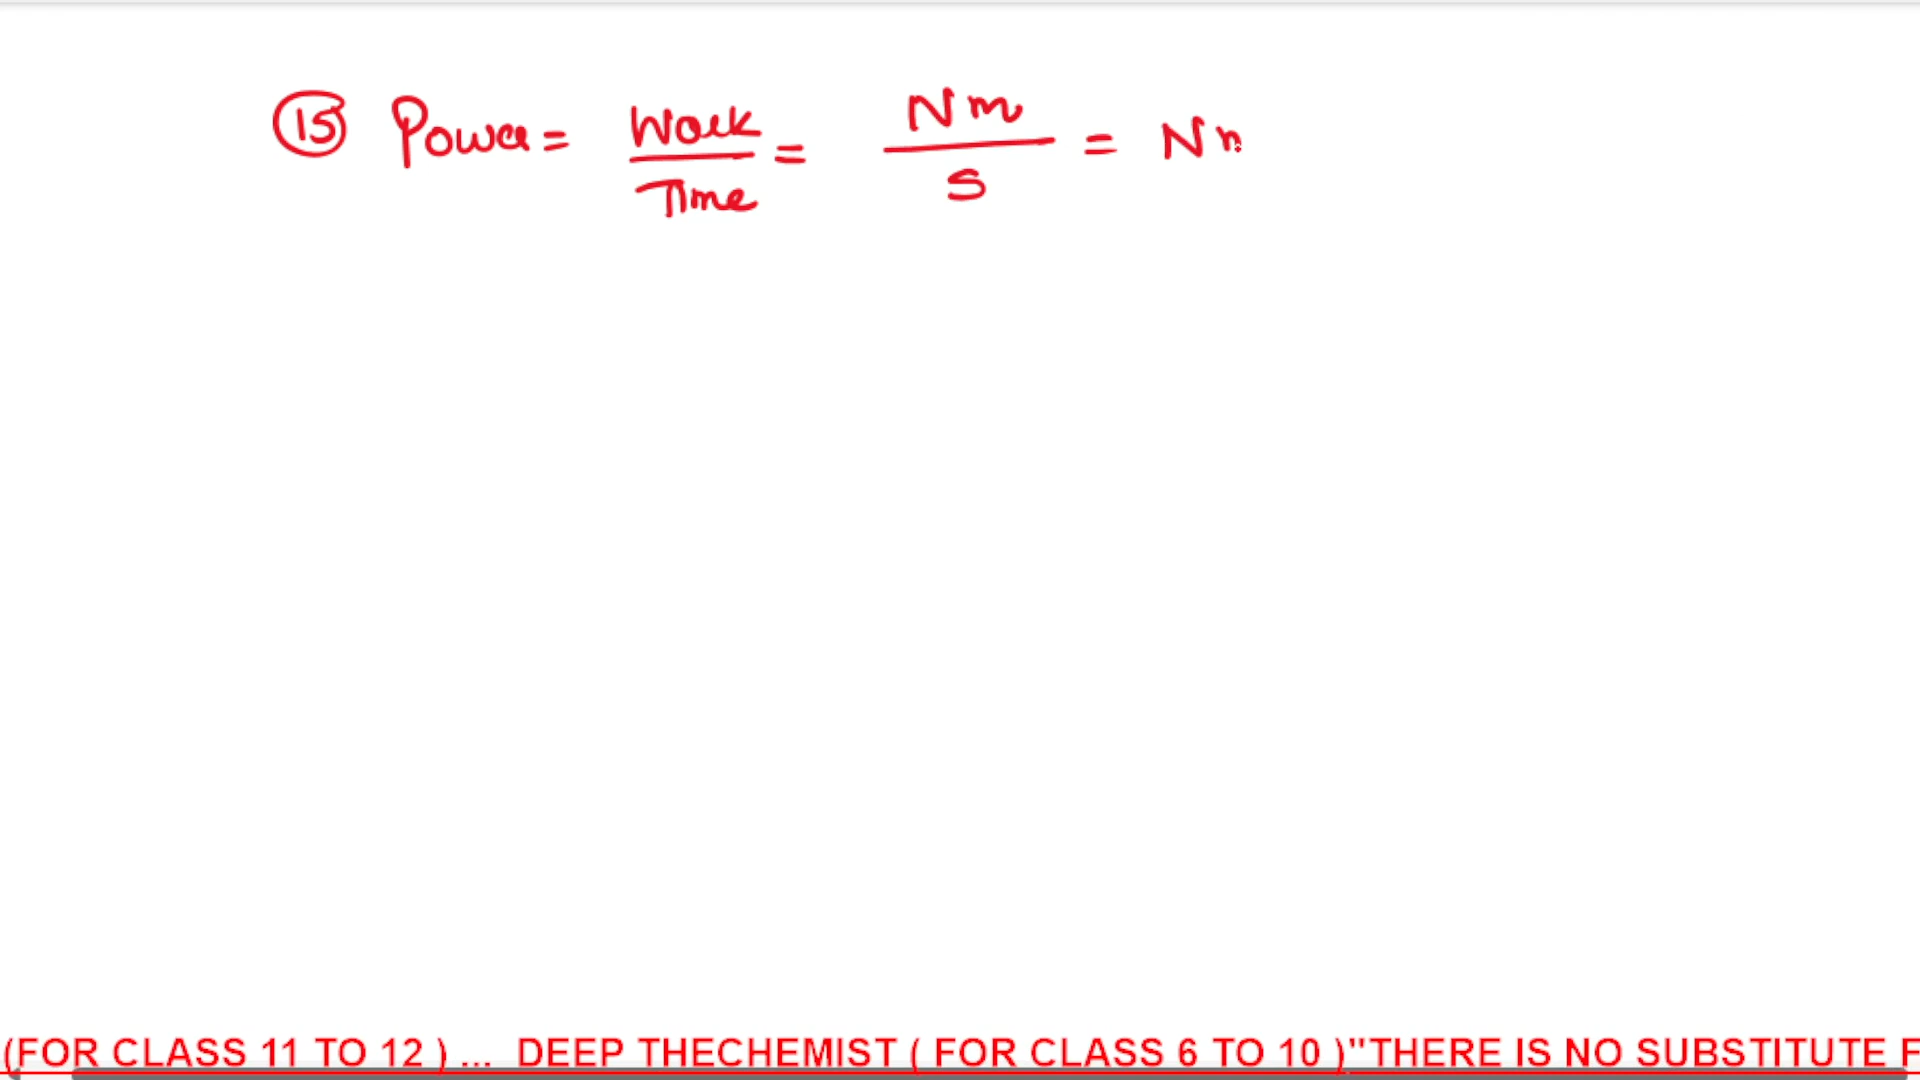 15 Power = Work = Nm = N
Time s
(FOR CLASS 11 TO 12 ) ... DEEP THECHEMIST ( FOR CLASS 6 TO 10 )"THERE IS NO SUBSTITUTE F